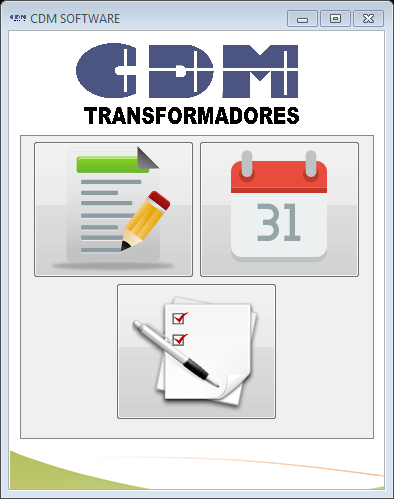 CDM SOFTWARE
CDM
TRANSFORMADORES
31